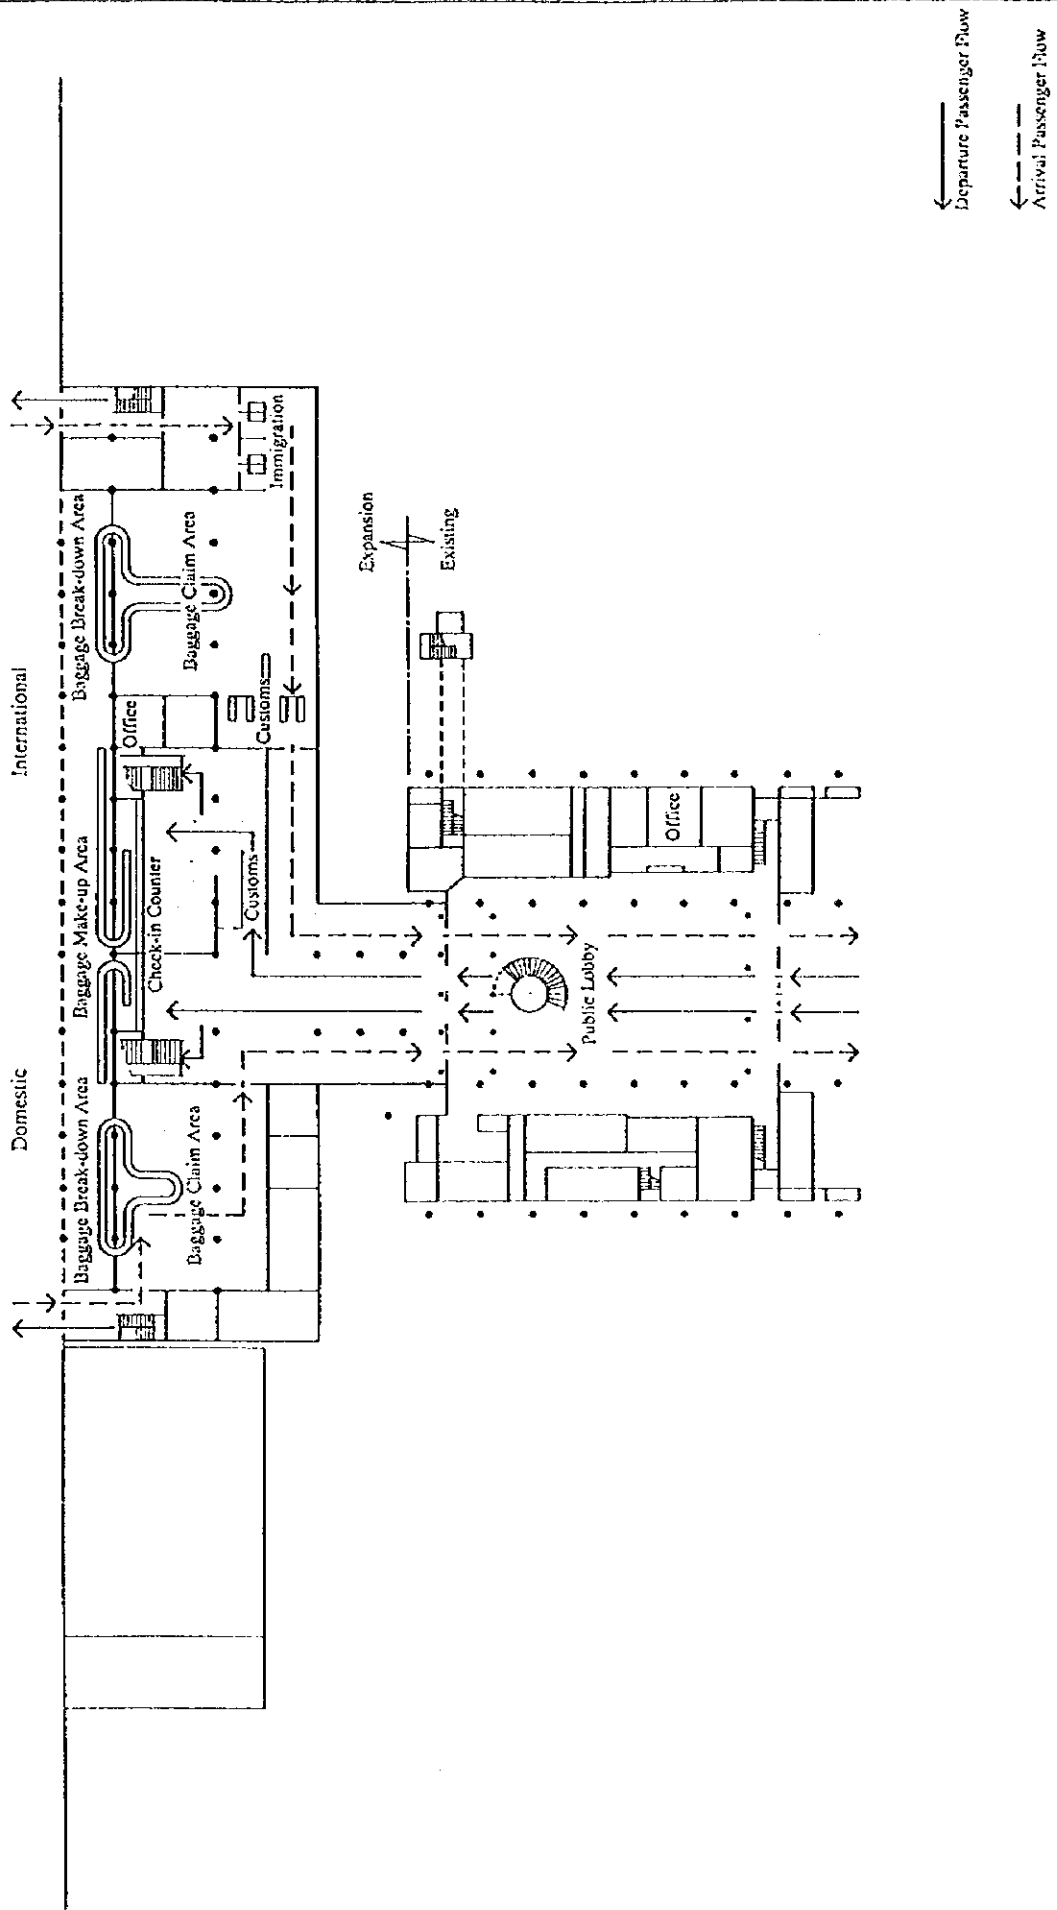 Domestic
International
Baggage Break-down Area
Baggage Make-up Area
Baggage Break-down Area
Check-in Counter
Office
Baggage Claim Area
Baggage Claim Area
Customs
Customs
Immigration
Expansion
Existing
Public Lobby
Office
Departure Passenger Flow
Arrival Passenger Flow